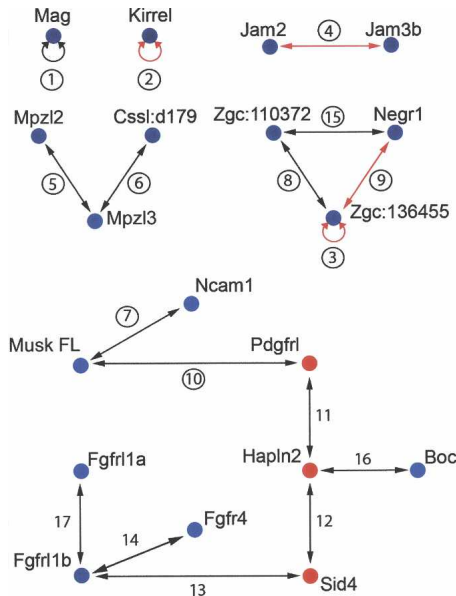 Mag
Kirrel
Jam2
Jam3b
4
1
2
Mpzl2
Cssl:d179
Zgc:110372
Negr1
15
5
6
8
9
Mpzl3
Zgc:136455
3
Ncam1
7
Musk FL
Pdgfrl
10
11
Fgfrl1a
Hapln2
Boc
16
17
14
Fgfr4
12
Fgfrl1b
13
Sid4